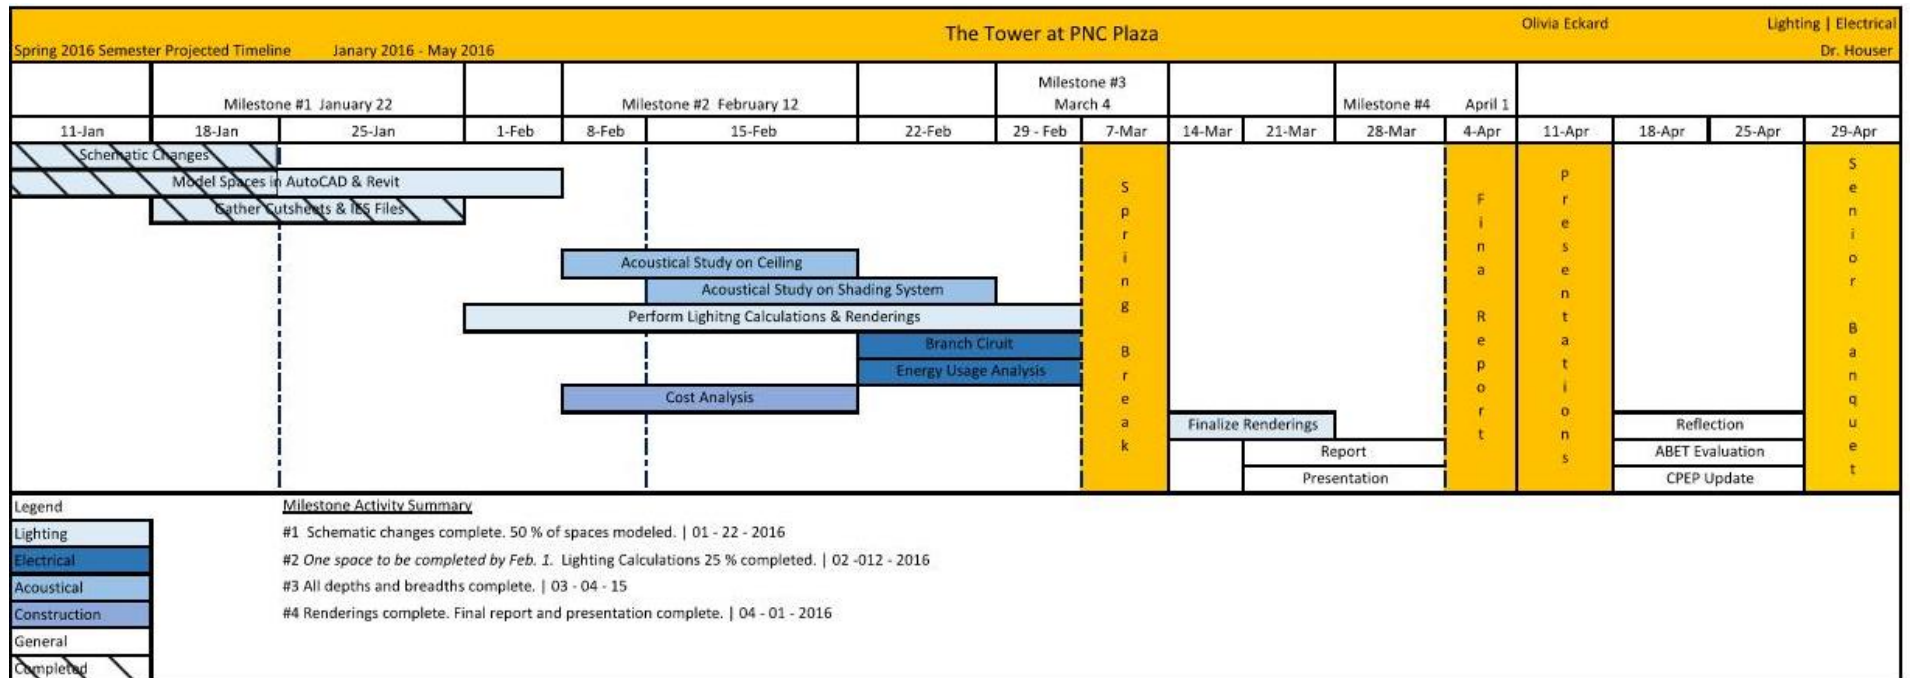 The Tower at PNC Plaza
Olivia Eckard
Lighting | Electrical
Spring 2016 Semester Projected Timeline Janary 2016 - May 2016
Dr. Houser
Milestone #1 January 22
Milestone #2 February 12
Milestone #3
March 4
Milestone #4 April 1
11-Jan 18-Jan 25-Jan 1-Feb 8-Feb 15-Feb 22-Feb 29 - Feb 7-Mar 14-Mar 21-Mar 28-Mar 4-Apr 11-Apr 18-Apr 25-Apr 29-Apr
Schematic Changes
Model Spaces in AutoCAD & Revit
Gather Cutsheets & IES Files
Acoustical Study on Ceiling
Acoustical Study on Shading System
Perform Lighitng Calculations & Renderings
Branch Ciruit
Energy Usage Analysis
Cost Analysis
Spring Break
Finalize Renderings
Report
Presentation
Fina Report
Presentations
Reflection
ABET Evaluation
CPEP Update
Senior Banquet
Legend
Lighting
Electrical
Acoustical
Construction
General
Completed
Milestone Activity Summary
#1 Schematic changes complete. 50 % of spaces modeled. | 01 - 22 - 2016
#2 One space to be completed by Feb. 1. Lighting Calculations 25 % completed. | 02 -012 - 2016
#3 All depths and breadths complete. | 03 - 04 - 15
#4 Renderings complete. Final report and presentation complete. | 04 - 01 - 2016